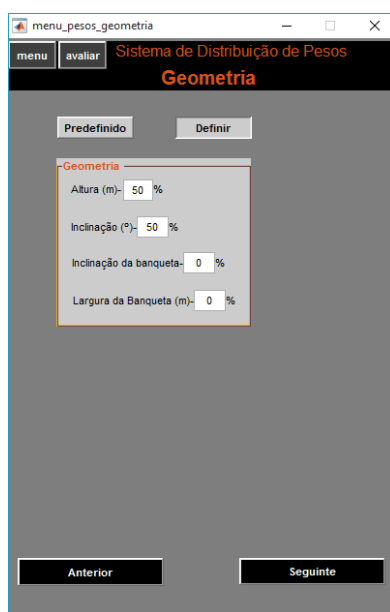 menu_pesos_geometria
menu avaliar Sistema de Distribuição de Pesos
Geometria
Predefinido Definir
Geometria
Altura (m)- 50 %
Inclinação (º)- 50 %
Inclinação da banqueta- 0 %
Largura da Banqueta (m)- 0 %
Anterior Seguinte